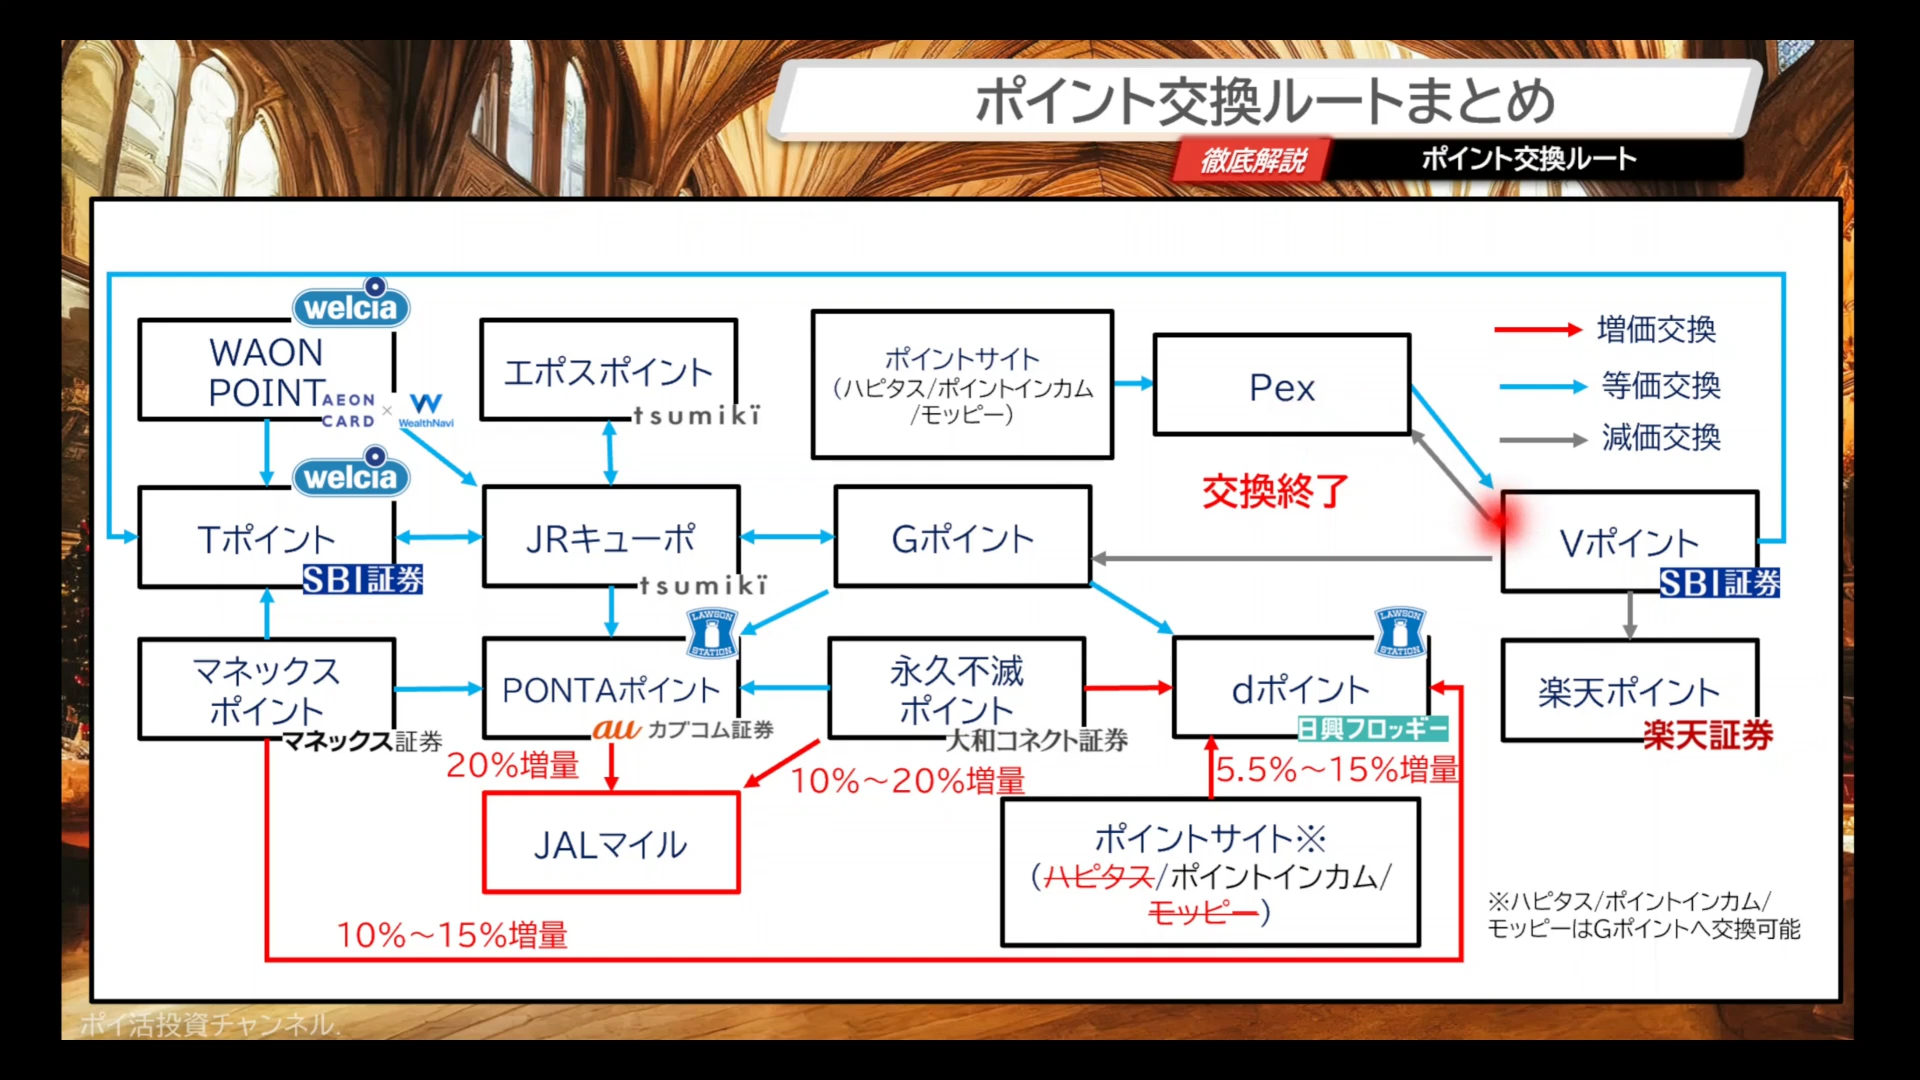 ポイント交換ルートまとめ
徹底解説
ポイント交換ルート
welcia
WAON
POINT
AEON
CARD
×
WealthNavi
エポスポイント
tsumiki
ポイントサイト
（ハピタス/ポイントインカム
/モッピー）
Pex
増価交換
等価交換
減価交換
welcia
Tポイント
SBI証券
JRキューポ
tsumiki
Gポイント
交換終了
Vポイント
SBI証券
マネックス
ポイント
マネックス証券
LAWSON
STATION
PONTAポイント
au カブコム証券
永久不滅
ポイント
大和コネクト証券
LAWSON
STATION
dポイント
日興フロッギー
楽天ポイント
楽天証券
20%増量
10%～20%増量
5.5%～15%増量
JALマイル
ポイントサイト※
（ハピタス/ポイントインカム/
モッピー）
10%～15%増量
※ハピタス/ポイントインカム/
モッピーはGポイントへ交換可能
ポイ活投資チャンネル.